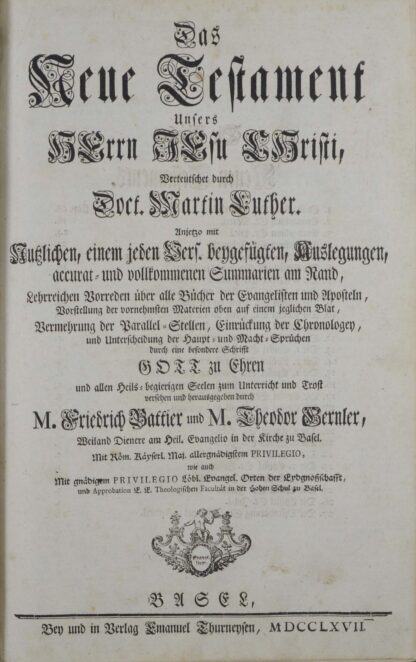 Das
Neue Testament
Unsers
HErrn JEsu CHristi,
Verteutschet durch
Doct. Martin Luther.
Anjetzo mit
Nutzlichen, einem jeden Vers. beygefügten, Auslegungen,
accurat- und vollkommenen Summarien am Rand,
Lehrreichen Vorreden über alle Bücher der Evangelisten und Aposteln,
Vorstellung der vornehmsten Materien oben auf einem jeglichen Blat,
Vermehrung der Parallel-Stellen, Einrückung der Chronologey,
und Unterscheidung der Haupt- und Macht-Sprüchen
durch eine besondere Schrifft
GOTT zu Ehren
und allen Heils-begierigen Seelen zum Unterricht und Trost
versehen und herausgegeben durch
M. Friedrich Battier und M. Theodor Gernler,
Weiland Dienere am Heil. Evangelio in der Kirche zu Basel.
Mit Röm. Käyserl. Maj. allergnädigstem PRIVILEGIO,
wie auch
Mit gnädigem PRIVILEGIO Löbl. Evangel. Orten der Eydgnoßschafft,
und Approbation E. E. Theologischen Facultät in der Hohen Schul zu Basel.
BASEL,
Bey und in Verlag Emanuel Thurneysen, MDCCLXVII.